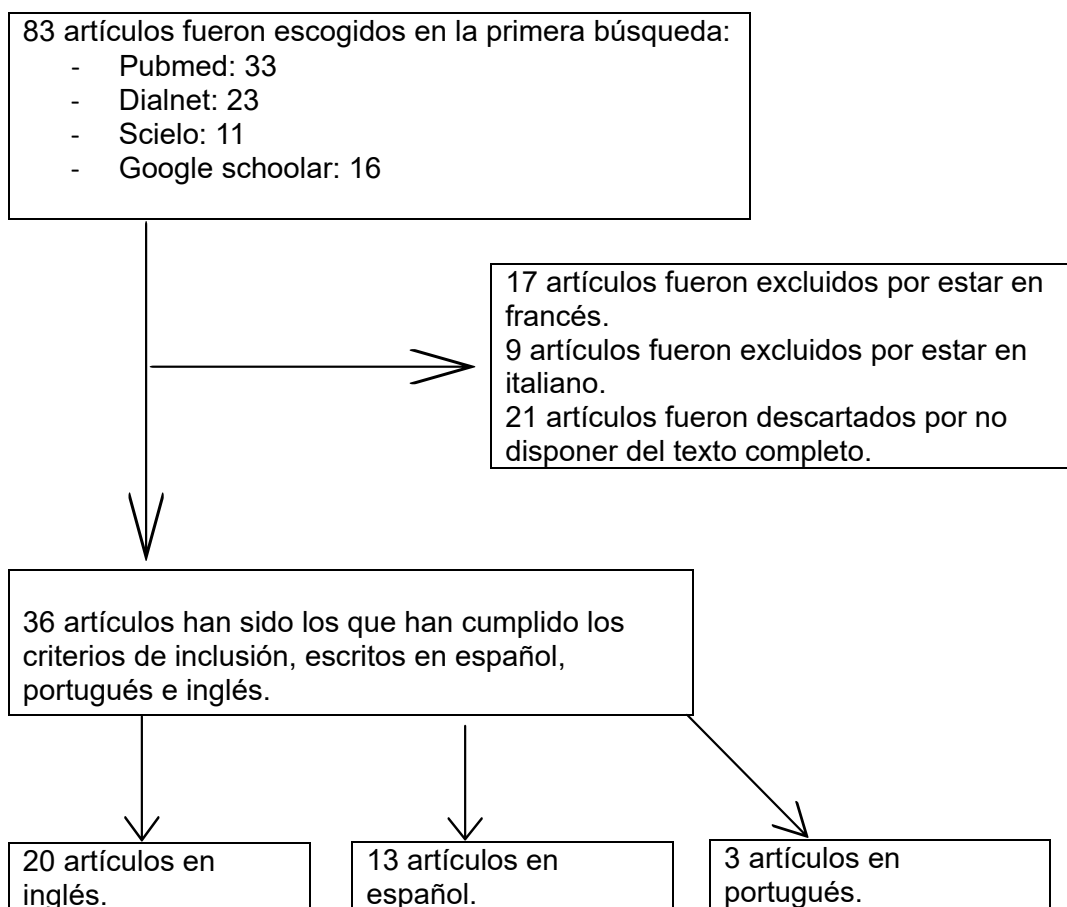 83 artículos fueron escogidos en la primera búsqueda:
- Pubmed: 33
- Dialnet: 23
- Scielo: 11
- Google schoolar: 16
17 artículos fueron excluidos por estar en
francés.
9 artículos fueron excluidos por estar en
italiano.
21 artículos fueron descartados por no
disponer del texto completo.
36 artículos han sido los que han cumplido los
criterios de inclusión, escritos en español,
portugués e inglés.
20 artículos en
inglés.
13 artículos en
español.
3 artículos en
portugués.